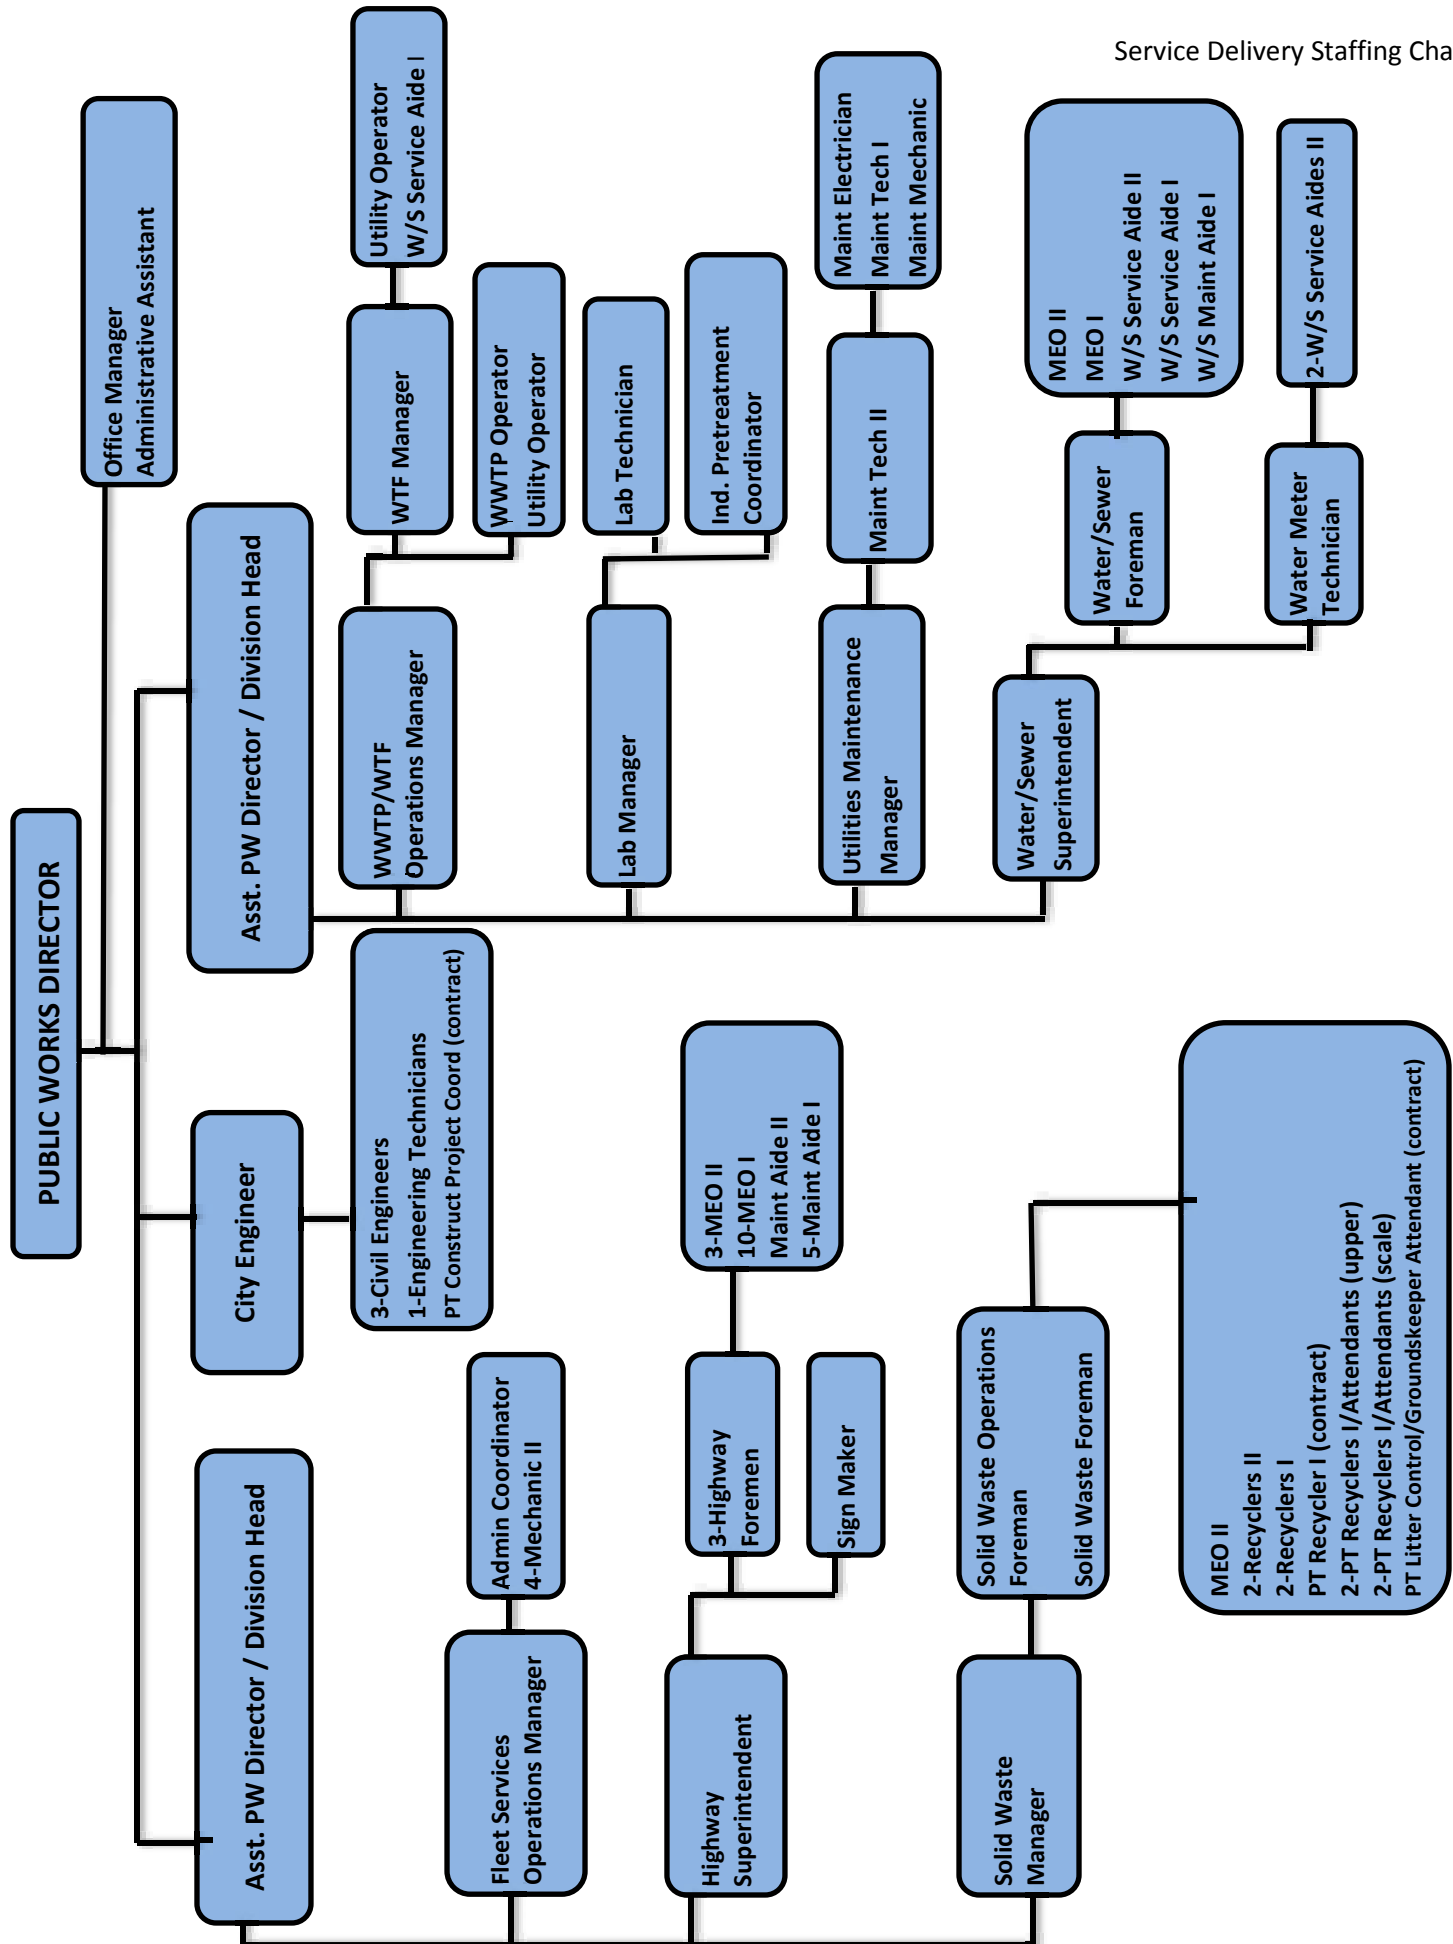 Service Delivery Staffing Cha
PUBLIC WORKS DIRECTOR
Office Manager
Administrative Assistant
Asst. PW Director / Division Head
City Engineer
Asst. PW Director / Division Head
3-Civil Engineers
1-Engineering Technicians
PT Construct Project Coord (contract)
Fleet Services
Operations Manager
Admin Coordinator
4-Mechanic II
Highway
Superintendent
3-Highway
Foremen
3-MEO II
10-MEO I
Maint Aide II
5-Maint Aide I
Sign Maker
Solid Waste
Manager
Solid Waste Operations
Foreman
Solid Waste Foreman
MEO II
2-Recyclers II
2-Recyclers I
PT Recycler I (contract)
2-PT Recyclers I/Attendants (upper)
2-PT Recyclers I/Attendants (scale)
PT Litter Control/Groundskeeper Attendant (contract)
WWTP/WTF
Operations Manager
WTF Manager
Utility Operator
W/S Service Aide I
WWTP Operator
Utility Operator
Lab Manager
Lab Technician
Ind. Pretreatment
Coordinator
Utilities Maintenance
Manager
Maint Tech II
Maint Electrician
Maint Tech I
Maint Mechanic
Water/Sewer
Superintendent
Water/Sewer
Foreman
MEO II
MEO I
W/S Service Aide II
W/S Service Aide I
W/S Maint Aide I
Water Meter
Technician
2-W/S Service Aides II